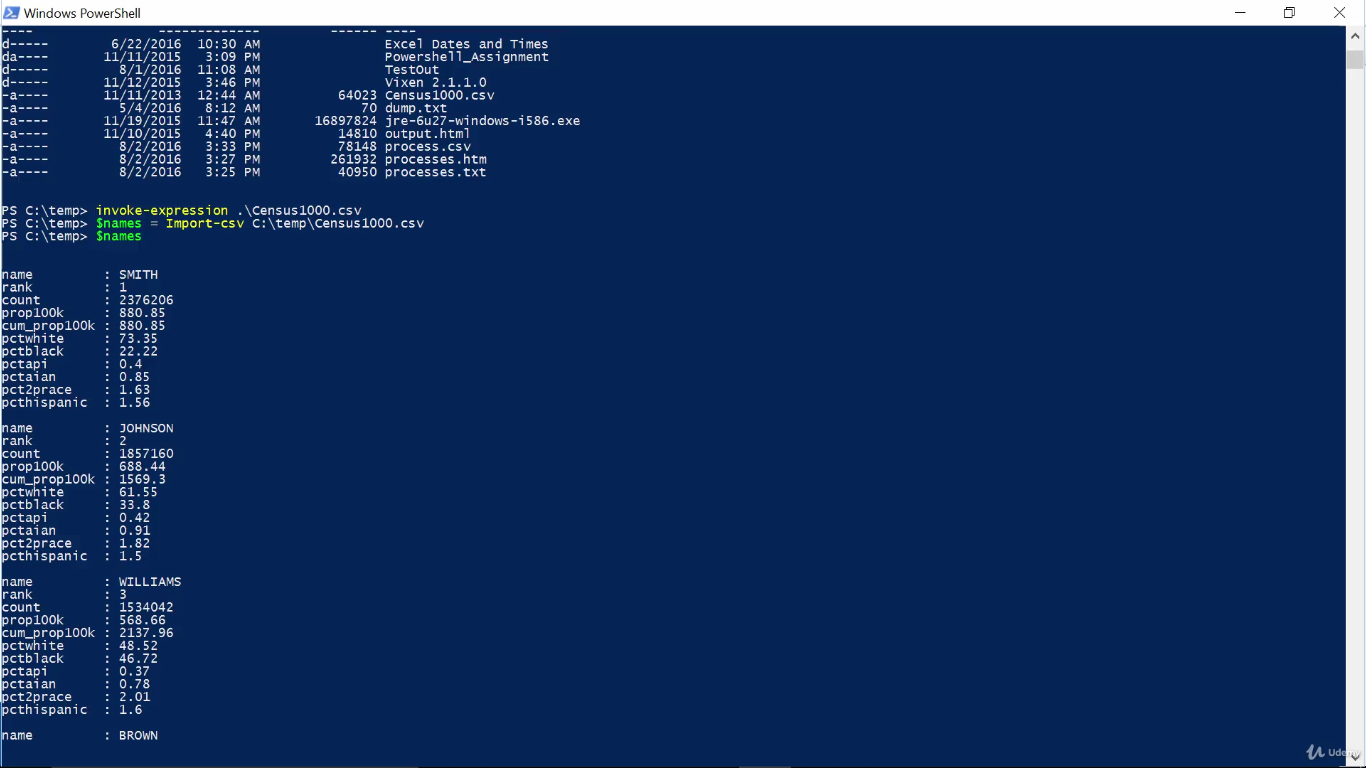 Windows PowerShell
---- ------------- ------ ----
d----- 6/22/2016 10:30 AM Excel Dates and Times
da---- 11/11/2015 3:09 PM Powershell_Assignment
d----- 8/1/2016 11:08 AM TestOut
d----- 11/12/2015 3:46 PM Vixen 2.1.1.0
-a---- 11/11/2013 12:44 AM 64023 Census1000.csv
-a---- 5/4/2016 8:12 AM 70 dump.txt
-a---- 11/19/2015 11:47 AM 16897824 jre-6u27-windows-i586.exe
-a---- 11/10/2015 4:40 PM 14810 output.html
-a---- 8/2/2016 3:33 PM 78148 process.csv
-a---- 8/2/2016 3:27 PM 261932 processes.htm
-a---- 8/2/2016 3:25 PM 40950 processes.txt
PS C:\temp> invoke-expression .\Census1000.csv
PS C:\temp> $names = Import-csv C:\temp\Census1000.csv
PS C:\temp> $names
name : SMITH
rank : 1
count : 2376206
prop100k : 880.85
cum_prop100k : 880.85
pctwhite : 73.35
pctblack : 22.22
pctapi : 0.4
pctaian : 0.85
pct2prace : 1.63
pcthispanic : 1.56
name : JOHNSON
rank : 2
count : 1857160
prop100k : 688.44
cum_prop100k : 1569.3
pctwhite : 61.55
pctblack : 33.8
pctapi : 0.42
pctaian : 0.91
pct2prace : 1.82
pcthispanic : 1.5
name : WILLIAMS
rank : 3
count : 1534042
prop100k : 568.66
cum_prop100k : 2137.96
pctwhite : 48.52
pctblack : 46.72
pctapi : 0.37
pctaian : 0.78
pct2prace : 2.01
pcthispanic : 1.6
name : BROWN
Udemy